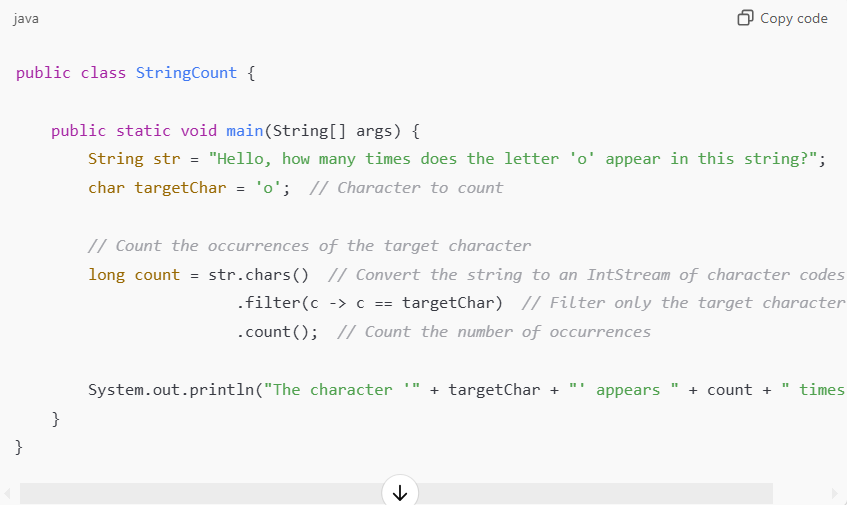 java
Copy code
public class StringCount {
    public static void main(String[] args) {
        String str = "Hello, how many times does the letter 'o' appear in this string?";
        char targetChar = 'o';  // Character to count
        // Count the occurrences of the target character
        long count = str.chars()  // Convert the string to an IntStream of character codes
                        .filter(c -> c == targetChar)  // Filter only the target character
                        .count();  // Count the number of occurrences
        System.out.println("The character '" + targetChar + "' appears " + count + " times
    }
}